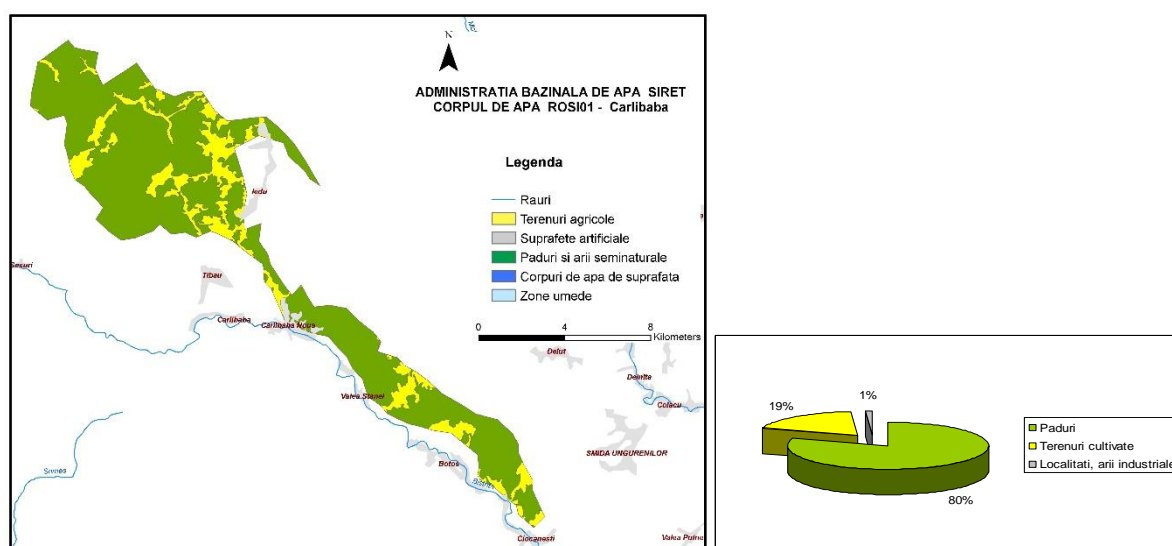 N
ADMINISTRATIA BAZINALA DE APA SIRET
CORPUL DE APA ROSI01 - Carlibaba
Legenda
Rauri
Terenuri agricole
Suprafete artificiale
Paduri si arii seminaturale
Corpuri de apa de suprafata
Zone umede
0 4 8
Kilometers
Iedu
Tibau
Carlibaba
Carlibaba Noua
Valea Stanei
Botos
Ciocanesti
Delut
Demite
Colacu
SMIDA UNGURENILOR
19%
1%
80%
Paduri
Terenuri cultivate
Localitati, arii industriale